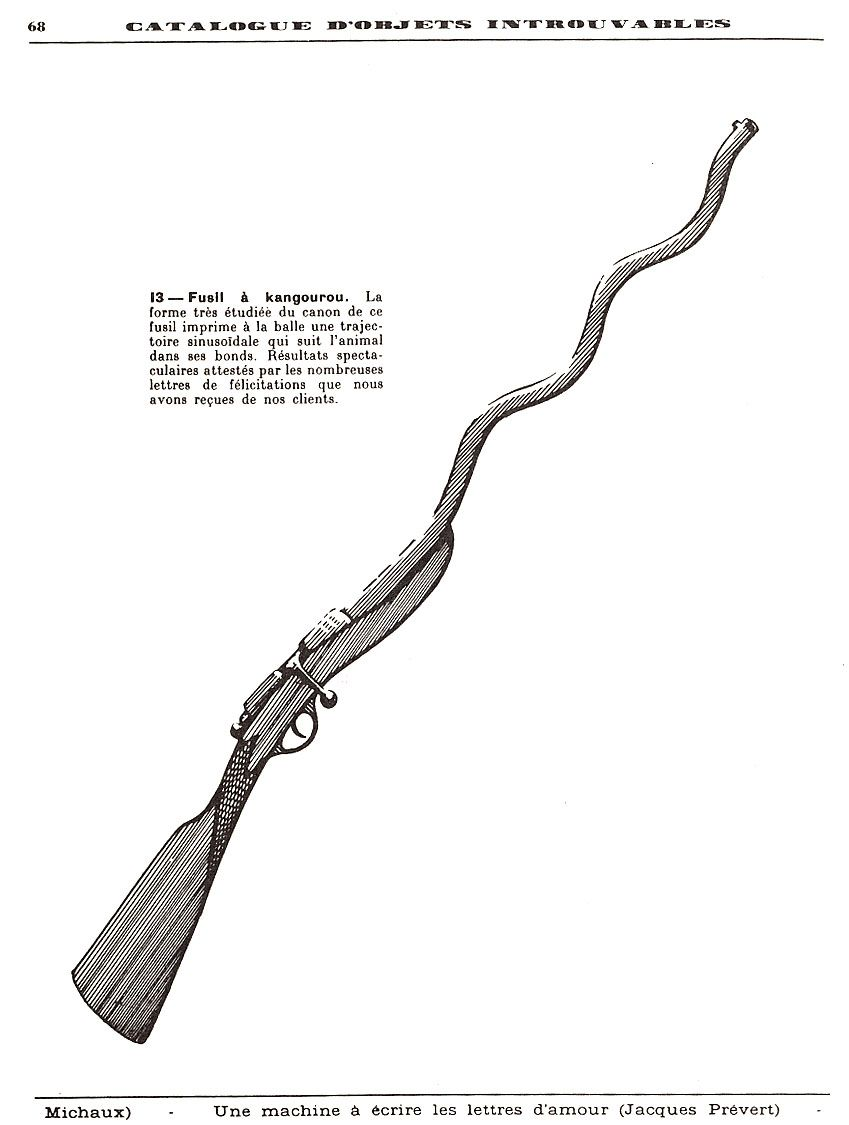 68 CATALOGUE D'OBJETS INTROUVABLES
13 — Fusil à kangourou. La
forme très étudiéè du canon de ce
fusil imprime à la balle une trajec-
toire sinusoïdale qui suit l'animal
dans ses bonds. Résultats specta-
culaires attestés par les nombreuses
lettres de félicitations que nous
avons reçues de nos clients.
Michaux) - Une machine à écrire les lettres d'amour (Jacques Prévert) -